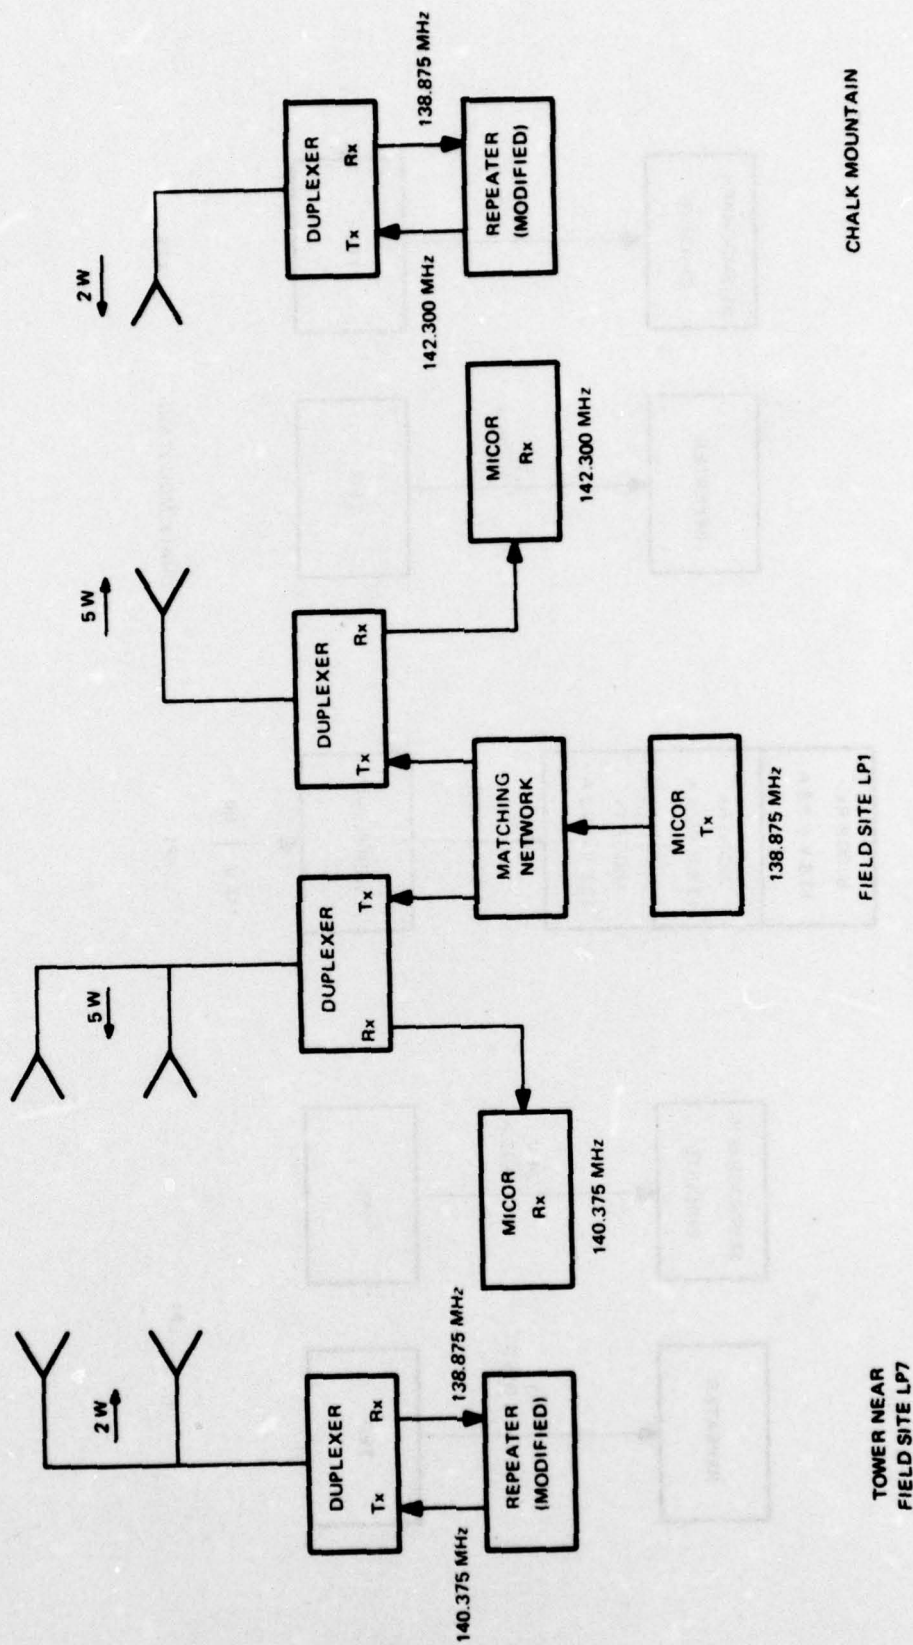 2 W
DUPLEXER
Tx Rx
140.375 MHz
138.875 MHz
REPEATER
(MODIFIED)
TOWER NEAR
FIELD SITE LP7
5 W
DUPLEXER
Rx Tx
MICOR
Rx
140.375 MHz
MATCHING
NETWORK
MICOR
Tx
138.875 MHz
5 W
DUPLEXER
Tx Rx
MICOR
Rx
142.300 MHz
FIELD SITE LP1
2 W
DUPLEXER
Tx Rx
142.300 MHz
138.875 MHz
REPEATER
(MODIFIED)
CHALK MOUNTAIN